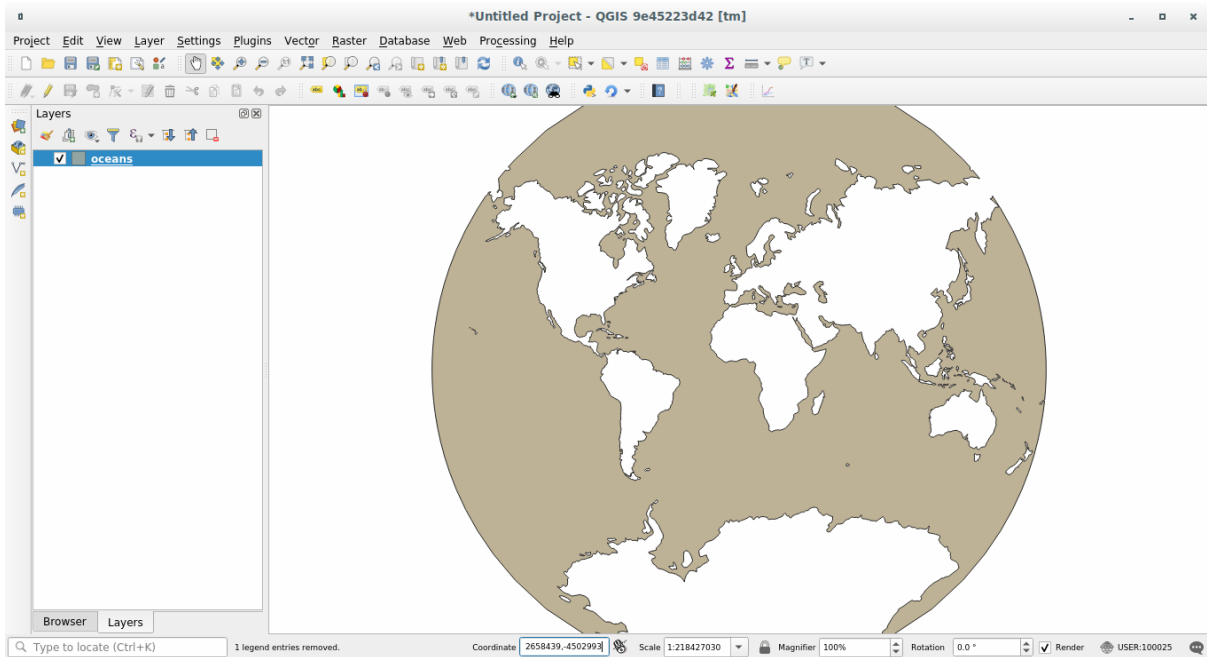 *Untitled Project - QGIS 9e45223d42 [tm]
Project Edit View Layer Settings Plugins Vector Raster Database Web Processing Help
Layers
oceans
Browser Layers
Type to locate (Ctrl+K) 1 legend entries removed. Coordinate 2658439,-4502993 Scale 1:218427030 Magnifier 100% Rotation 0.0 ° Render USER:100025